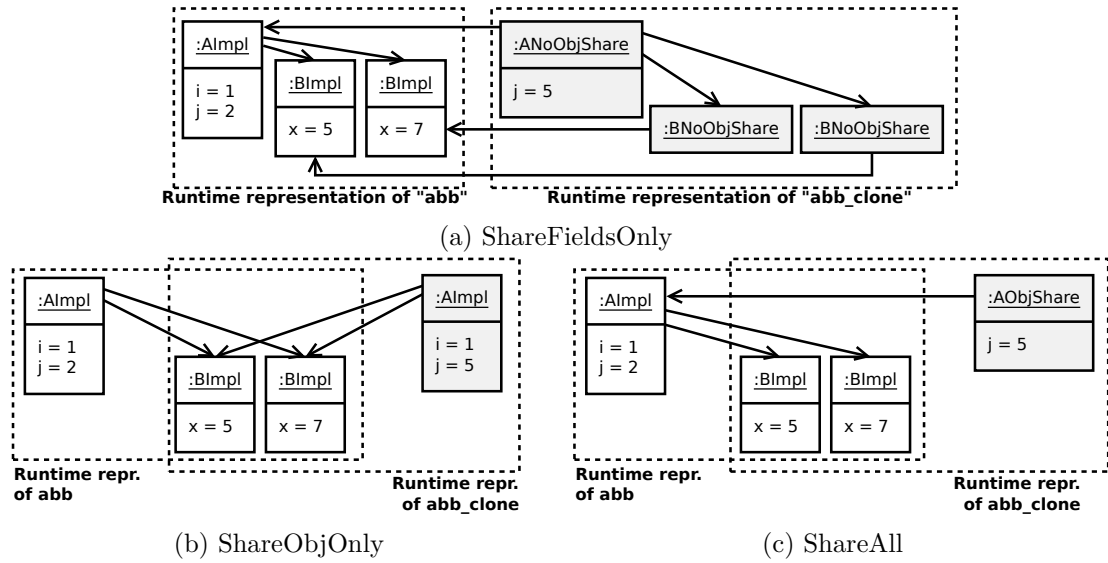 :AImpl
i = 1
j = 2
:BImpl
x = 5
:BImpl
x = 7
:ANoObjShare
j = 5
:BNoObjShare
:BNoObjShare
Runtime representation of "abb"
Runtime representation of "abb_clone"
(a) ShareFieldsOnly
:AImpl
i = 1
j = 2
:BImpl
x = 5
:BImpl
x = 7
:AImpl
i = 1
j = 5
Runtime repr.
of abb
Runtime repr.
of abb_clone
(b) ShareObjOnly
:AImpl
i = 1
j = 2
:BImpl
x = 5
:BImpl
x = 7
:AObjShare
j = 5
Runtime repr.
of abb
Runtime repr.
of abb_clone
(c) ShareAll